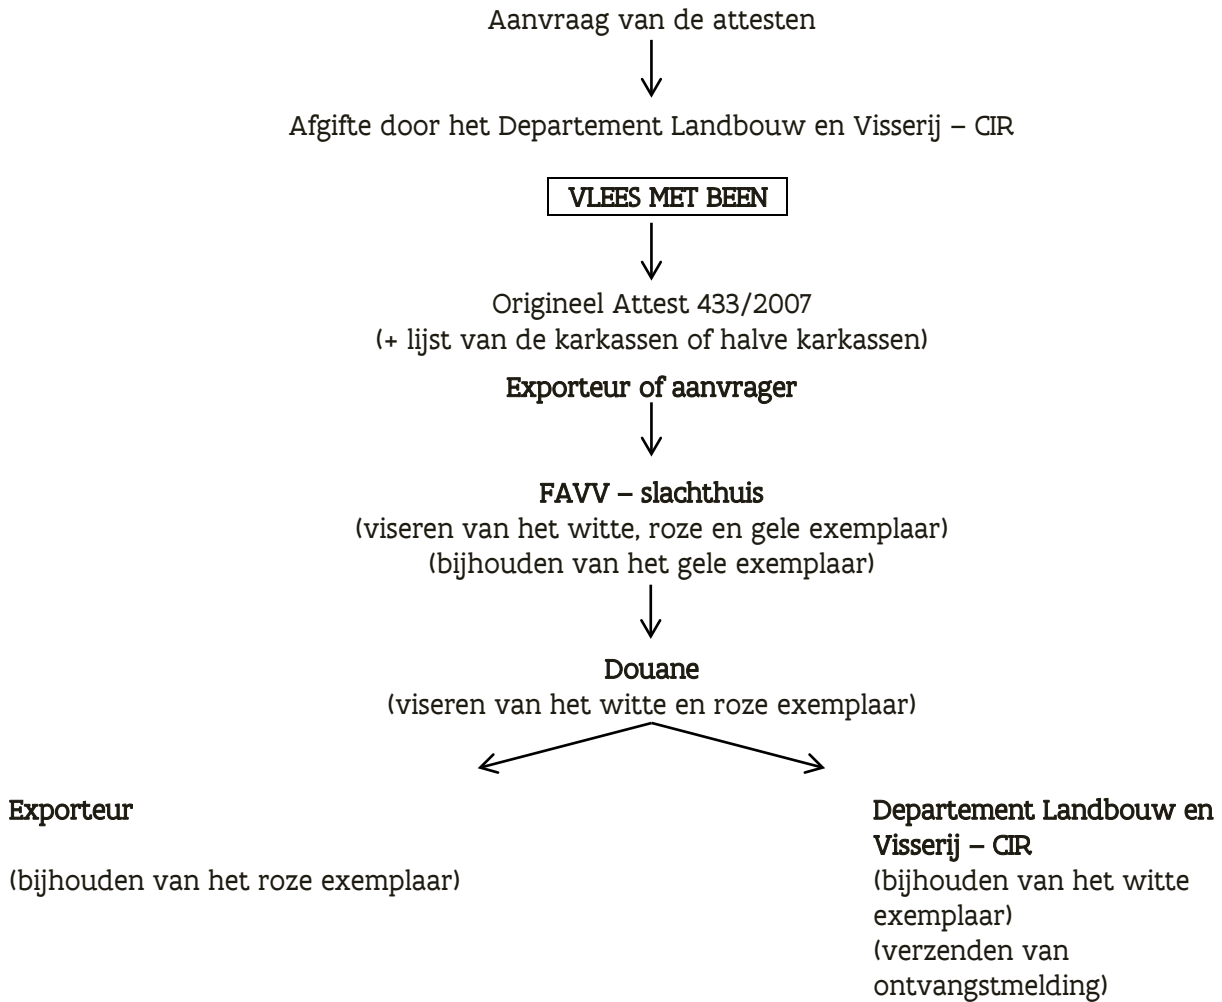 Aanvraag van de attesten
Afgifte door het Departement Landbouw en Visserij – CIR
VLEES MET BEEN
Origineel Attest 433/2007
(+ lijst van de karkassen of halve karkassen)
Exporteur of aanvrager
FAVV – slachthuis
(viseren van het witte, roze en gele exemplaar)
(bijhouden van het gele exemplaar)
Douane
(viseren van het witte en roze exemplaar)
Exporteur
(bijhouden van het roze exemplaar)
Departement Landbouw en
Visserij – CIR
(bijhouden van het witte
exemplaar)
(verzenden van
ontvangstmelding)